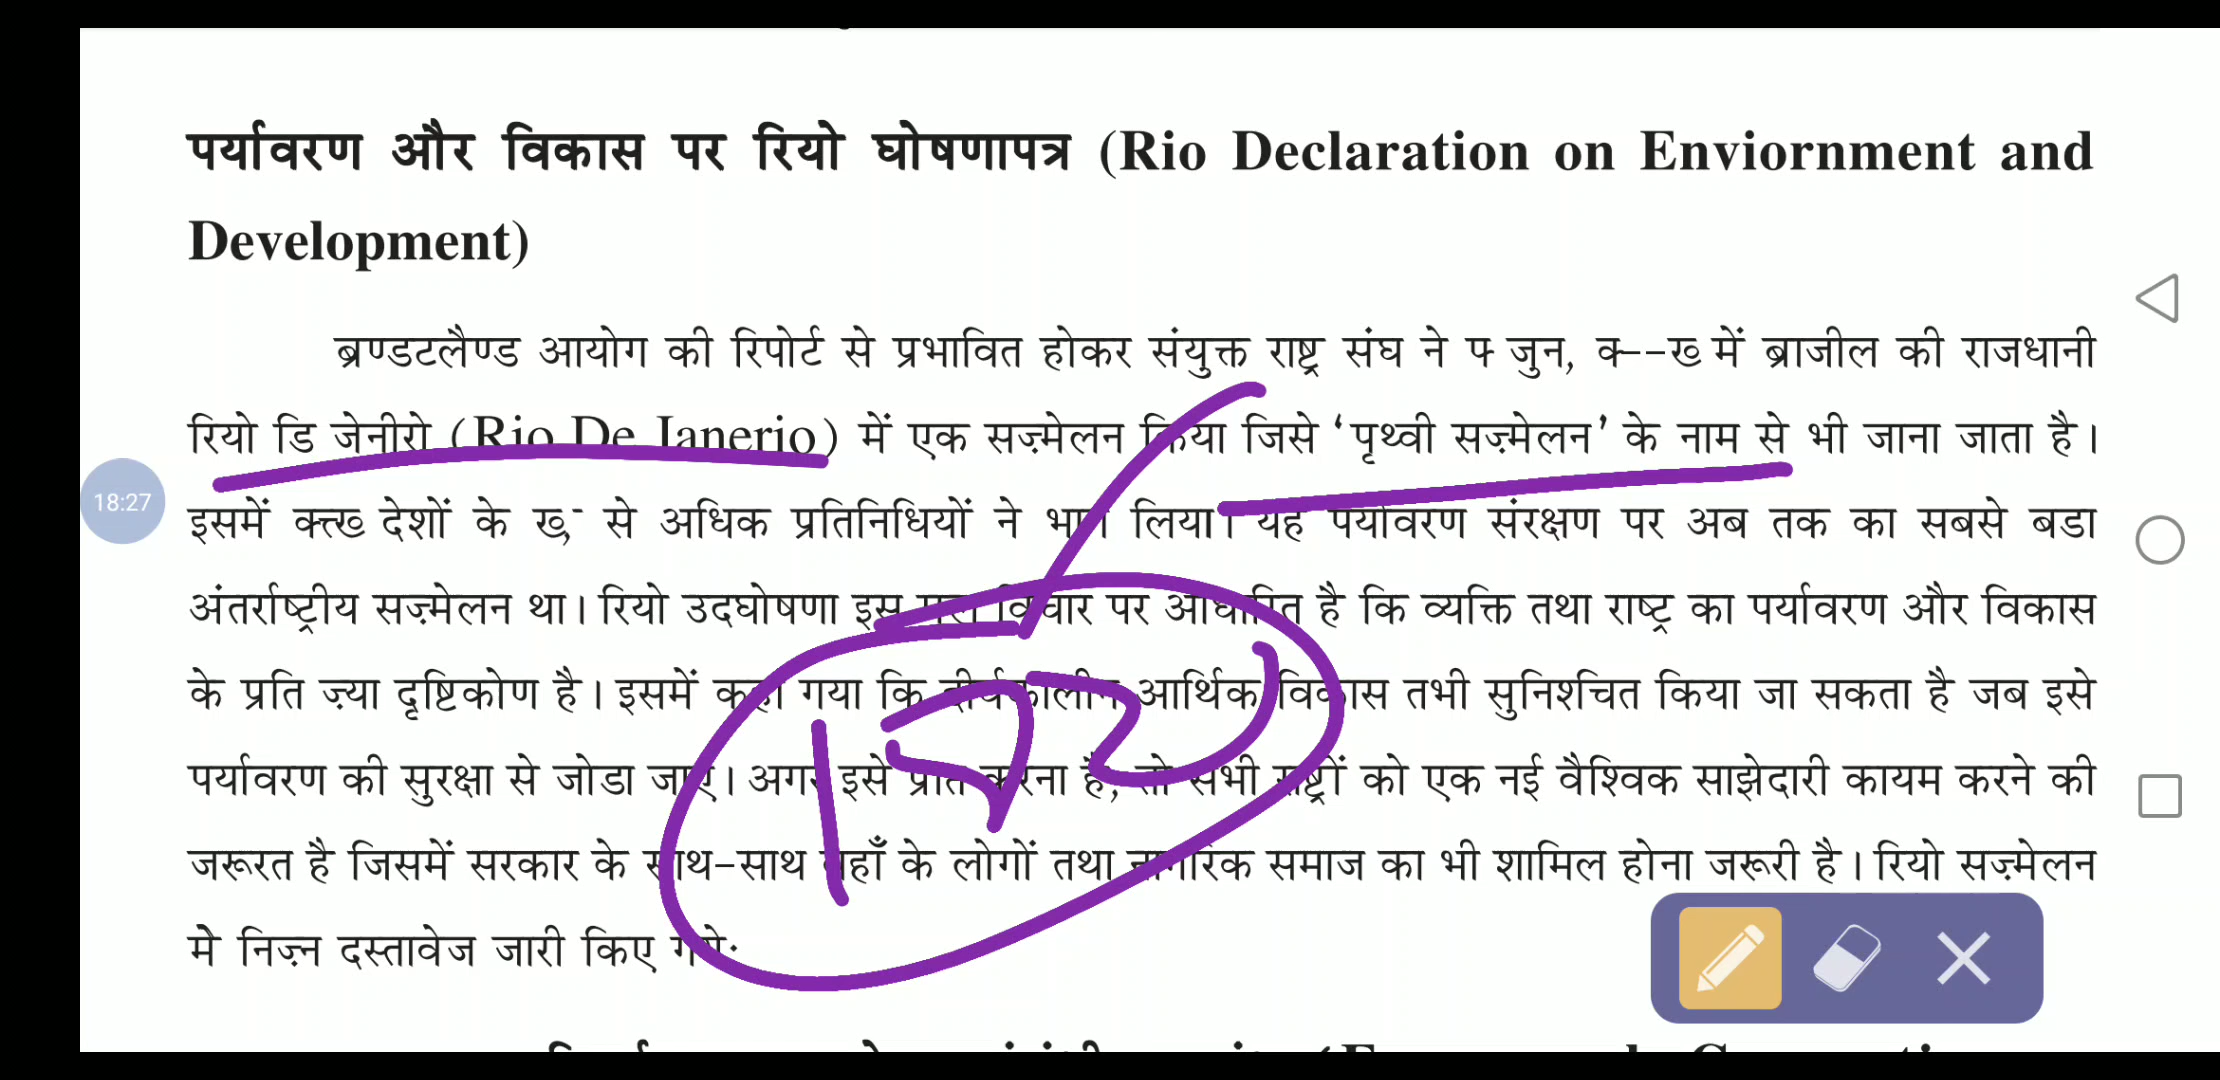 पर्यावरण और विकास पर रियो घोषणापत्र (Rio Declaration on Enviornment and
Development)
ब्रण्डटलैण्ड आयोग की रिपोर्ट से प्रभावित होकर संयुक्त राष्ट्र संघ ने फ जुन, क--ख में ब्राजील की राजधानी
रियो डि जेनीरो (Rio De Janerio) में एक सज़्मेलन किया जिसे ‘पृथ्वी सज़्मेलन’ के नाम से भी जाना जाता है।
18:27
इसमें क्त्ख देशों के ख्र- से अधिक प्रतिनिधियों ने भाग लिया। यह पर्यावरण संरक्षण पर अब तक का सबसे बडा
अंतर्राष्ट्रीय सज़्मेलन था। रियो उदघोषणा इस विचार पर आधारित है कि व्यक्ति तथा राष्ट्र का पर्यावरण और विकास
के प्रति ज़्या दृष्टिकोण है। इसमें कहा गया कि दीर्घकालीन आर्थिक विकास तभी सुनिश्चित किया जा सकता है जब इसे
पर्यावरण की सुरक्षा से जोडा जाए। अगर इसे करना है, तो सभी राष्ट्रों को एक नई वैश्विक साझेदारी कायम करने की
जरूरत है जिसमें सरकार के साथ-साथ वहाँ के लोगों तथा नागरिक समाज का भी शामिल होना जरूरी है। रियो सज़्मेलन
मे निज़्न दस्तावेज जारी किए गये: